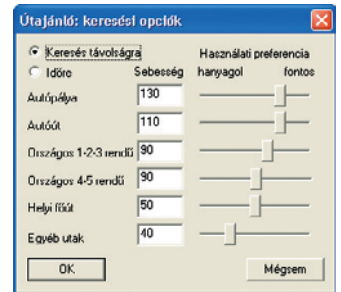 Útajánló: keresési opciók
Keresés távolságra
Használati preferencia
Időre Sebesség hanyagol fontos
Autópálya 130
Autóút 110
Országos 1-2-3 rendű 90
Országos 4-5 rendű 90
Helyi főút 50
Egyéb utak 40
OK Mégsem